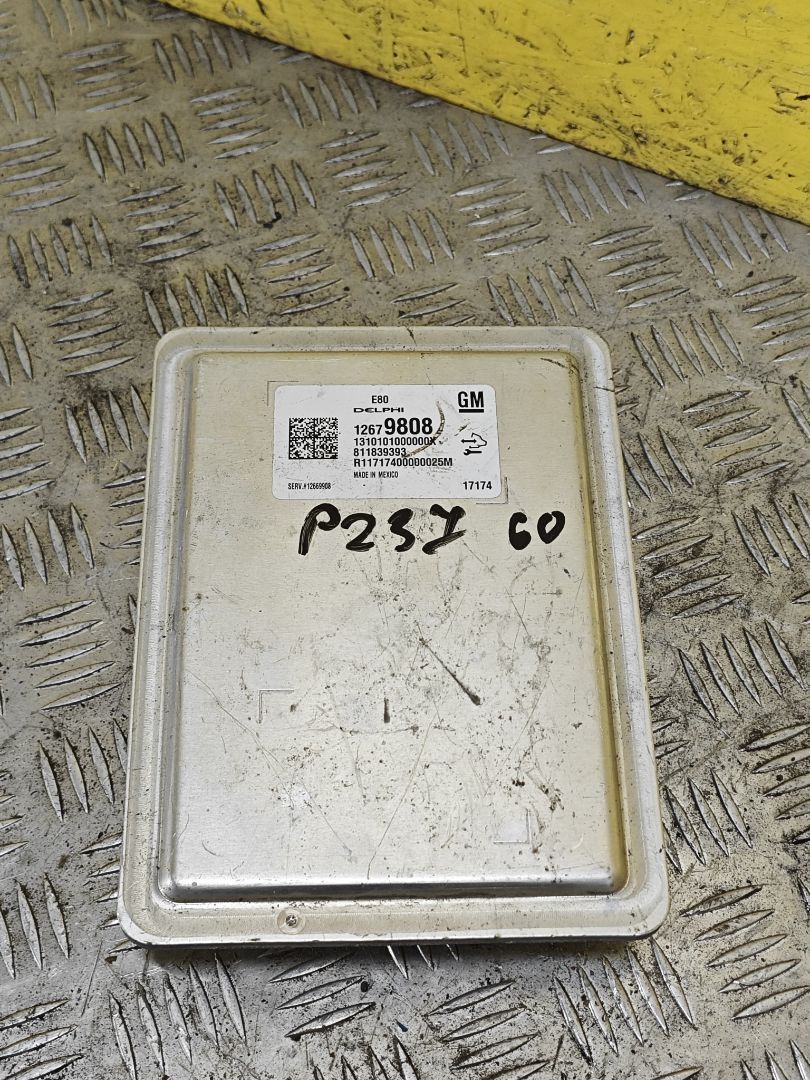 E80
DELPHI
GM
12679808
1310101000000X
811839393
R11717400000025M
MADE IN MEXICO
SERV.#12669908
17174
P237 60